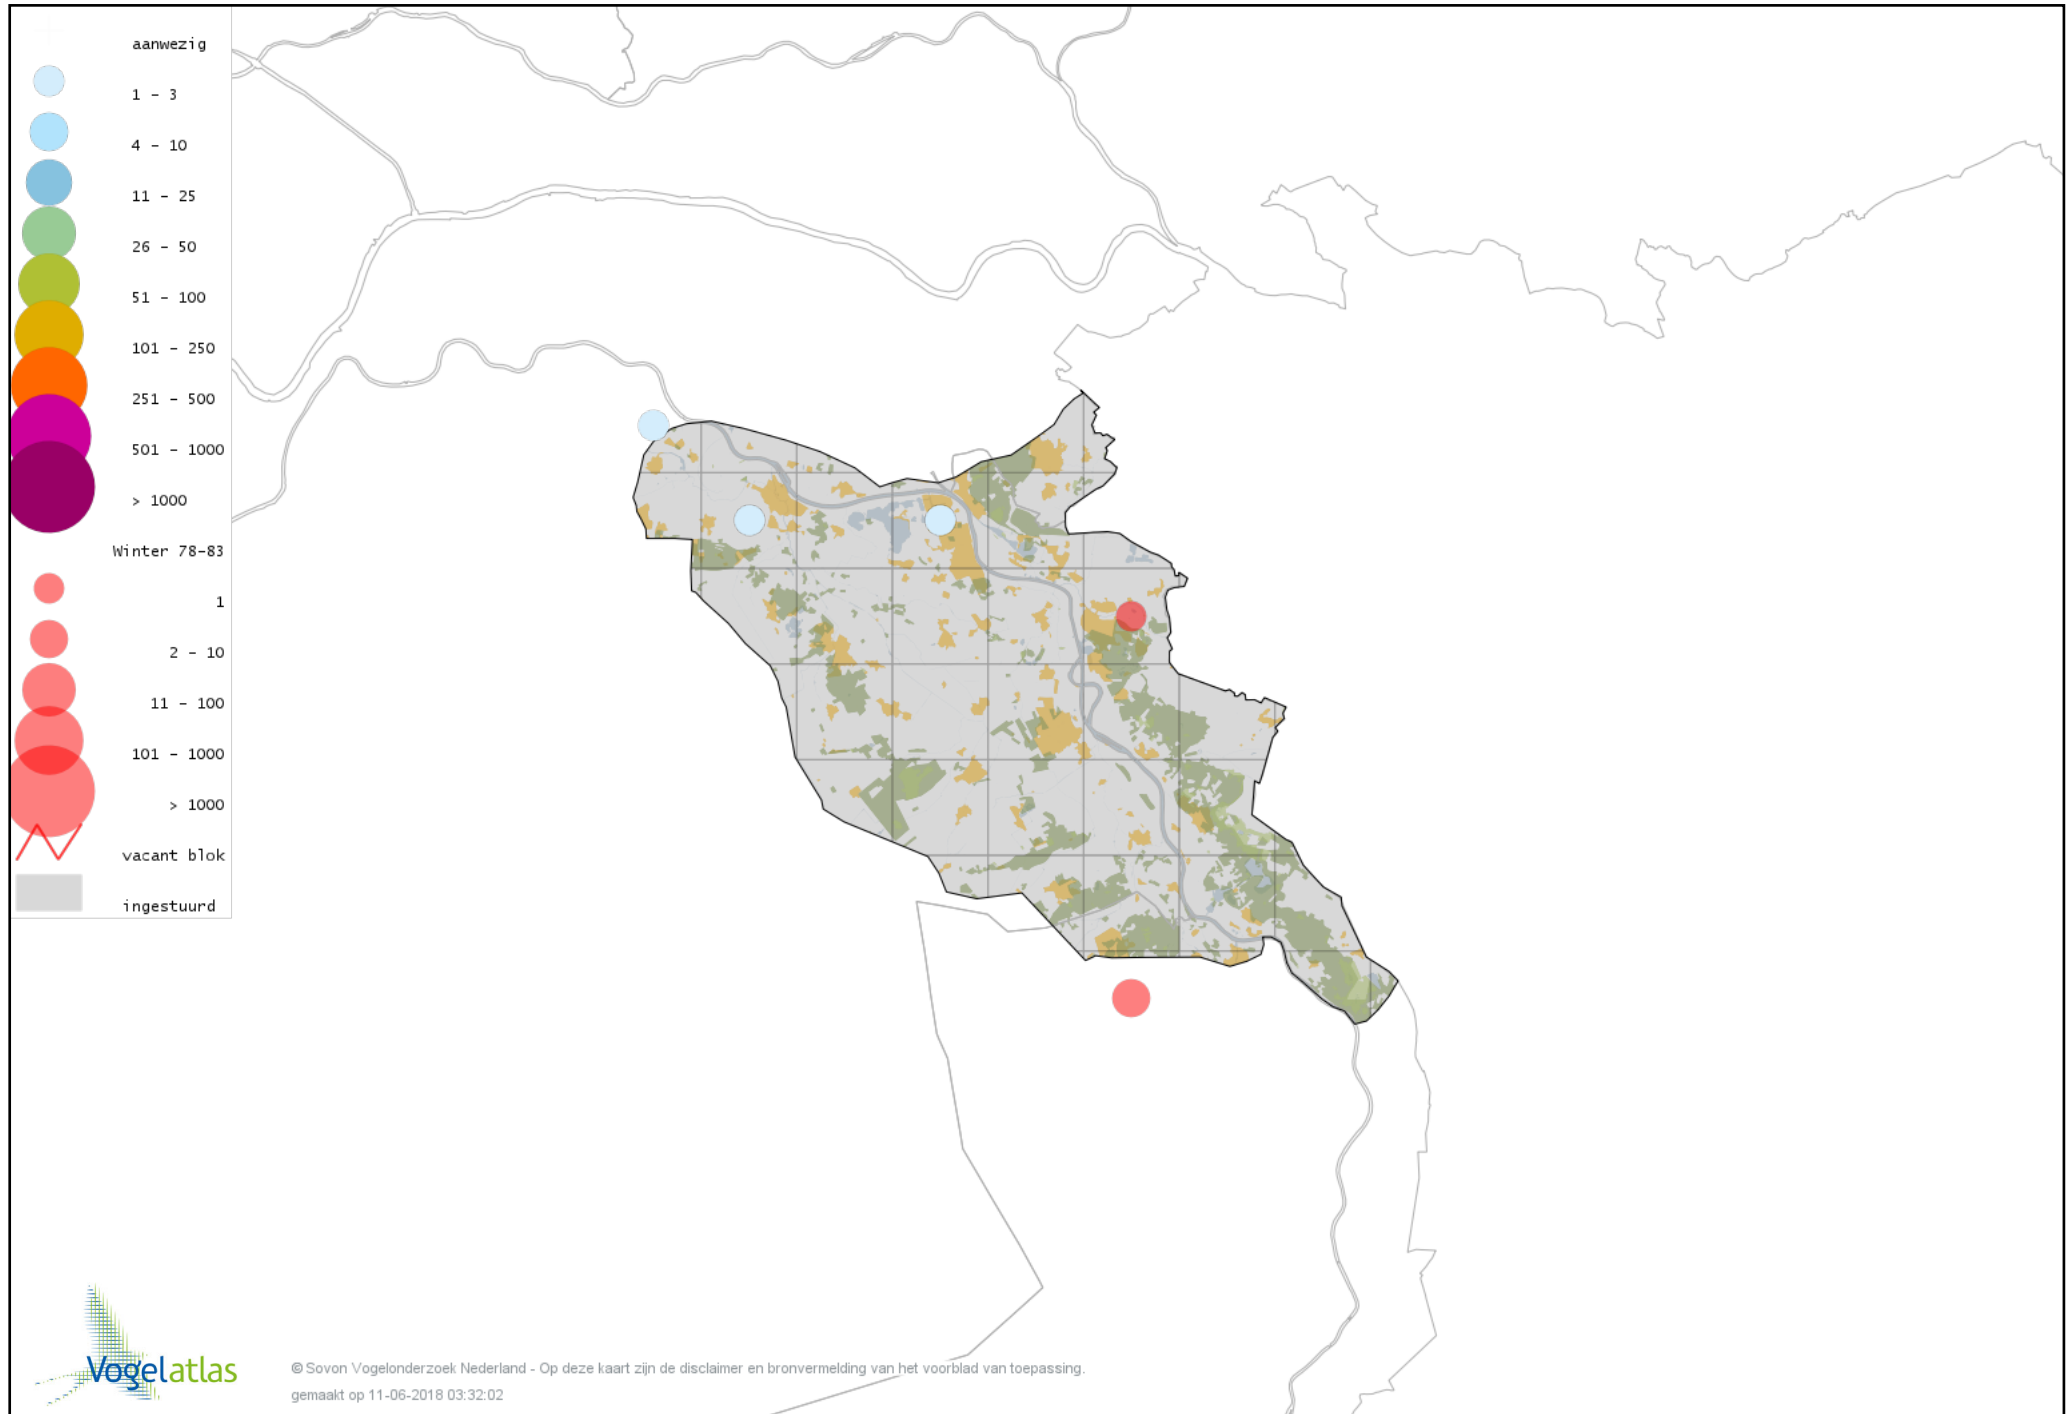 aanwezig
1 - 3
4 - 10
11 - 25
26 - 50
51 - 100
101 - 250
251 - 500
501 - 1000
> 1000
Winter 78-83
1
2 - 10
11 - 100
101 - 1000
> 1000
vacant blok
ingestuurd
Vogelatlas
© Sovon Vogelonderzoek Nederland - Op deze kaart zijn de disclaimer en bronvermelding van het voorblad van toepassing.
gemaakt op 11-06-2018 03:32:02